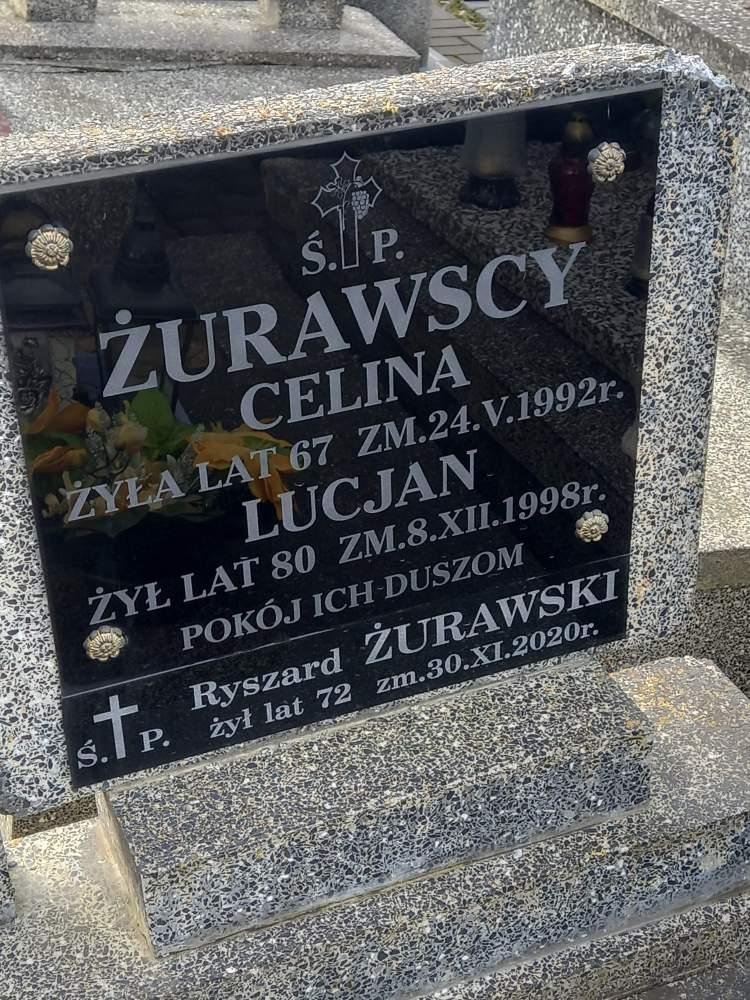 Ś. P.
ŻURAWSCY
CELINA
ŻYŁA LAT 67 ZM.24.V.1992r.
LUCJAN
ŻYŁ LAT 80 ZM.8.XII.1998r.
POKÓJ ICH DUSZOM
Ś. P. Ryszard ŻURAWSKI
żył lat 72 zm.30.XI.2020r.